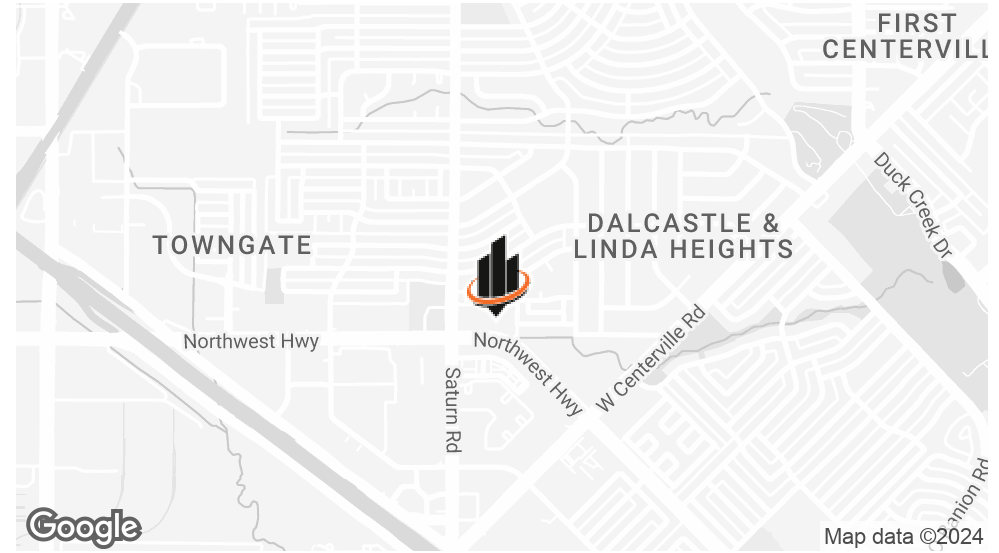 FIRST
CENTERVILL
Duck Creek Dr
DALCASTLE &
LINDA HEIGHTS
TOWNGATE
Northwest Hwy
Northwest Hwy
W Centerville Rd
Saturn Rd
Rd
Google
Map data ©2024